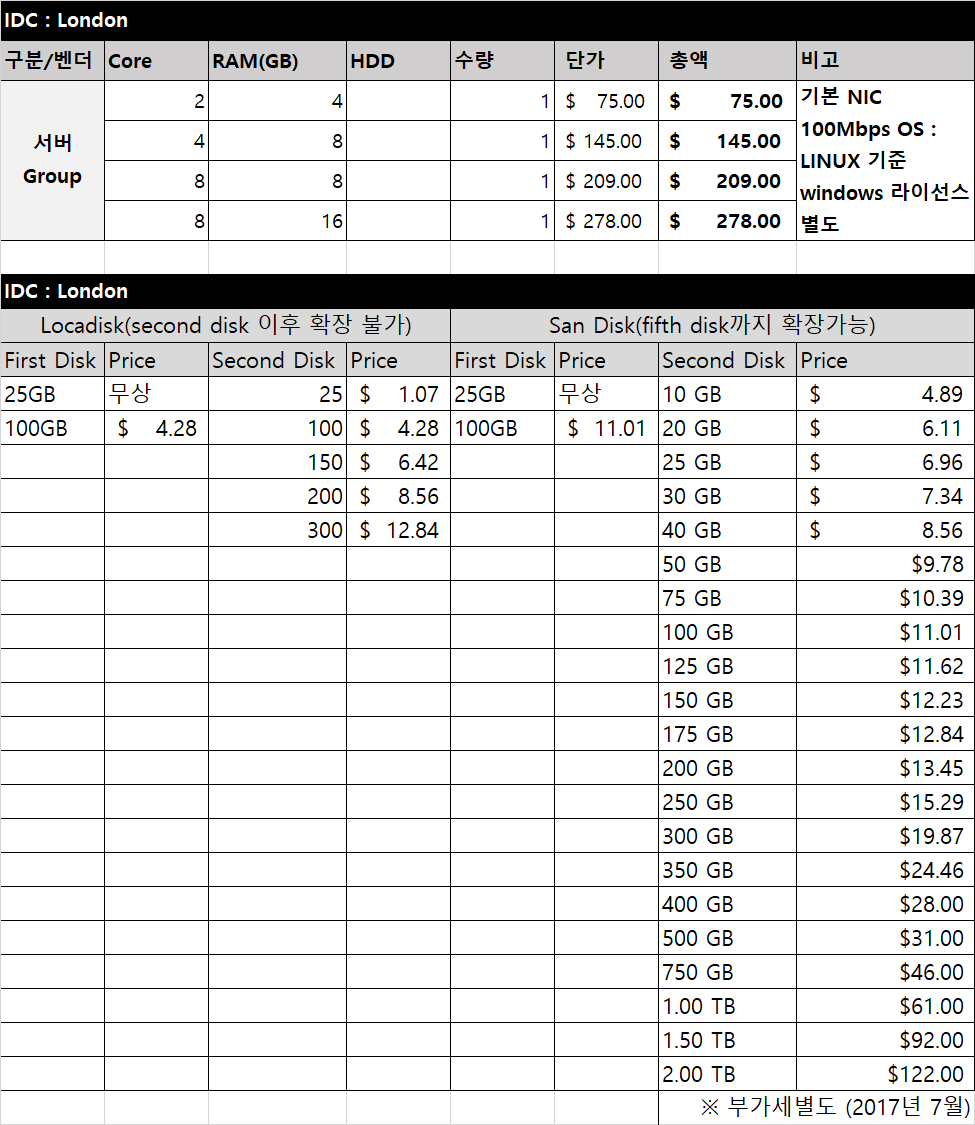 IDC : London
구분/벤더 Core RAM(GB) HDD 수량 단가 총액 비고
서버 Group
2 4 1 $ 75.00 $ 75.00
4 8 1 $ 145.00 $ 145.00
8 8 1 $ 209.00 $ 209.00
8 16 1 $ 278.00 $ 278.00
기본 NIC
100Mbps OS :
LINUX 기준
windows 라이선스
별도
IDC : London
Locadisk(second disk 이후 확장 불가) San Disk(fifth disk까지 확장가능)
First Disk Price Second Disk Price First Disk Price Second Disk Price
25GB 무상 25 $ 1.07 25GB 무상 10 GB $ 4.89
100GB $ 4.28 100 $ 4.28 100GB $ 11.01 20 GB $ 6.11
150 $ 6.42 25 GB $ 6.96
200 $ 8.56 30 GB $ 7.34
300 $ 12.84 40 GB $ 8.56
50 GB $9.78
75 GB $10.39
100 GB $11.01
125 GB $11.62
150 GB $12.23
175 GB $12.84
200 GB $13.45
250 GB $15.29
300 GB $19.87
350 GB $24.46
400 GB $28.00
500 GB $31.00
750 GB $46.00
1.00 TB $61.00
1.50 TB $92.00
2.00 TB $122.00
※ 부가세별도 (2017년 7월)